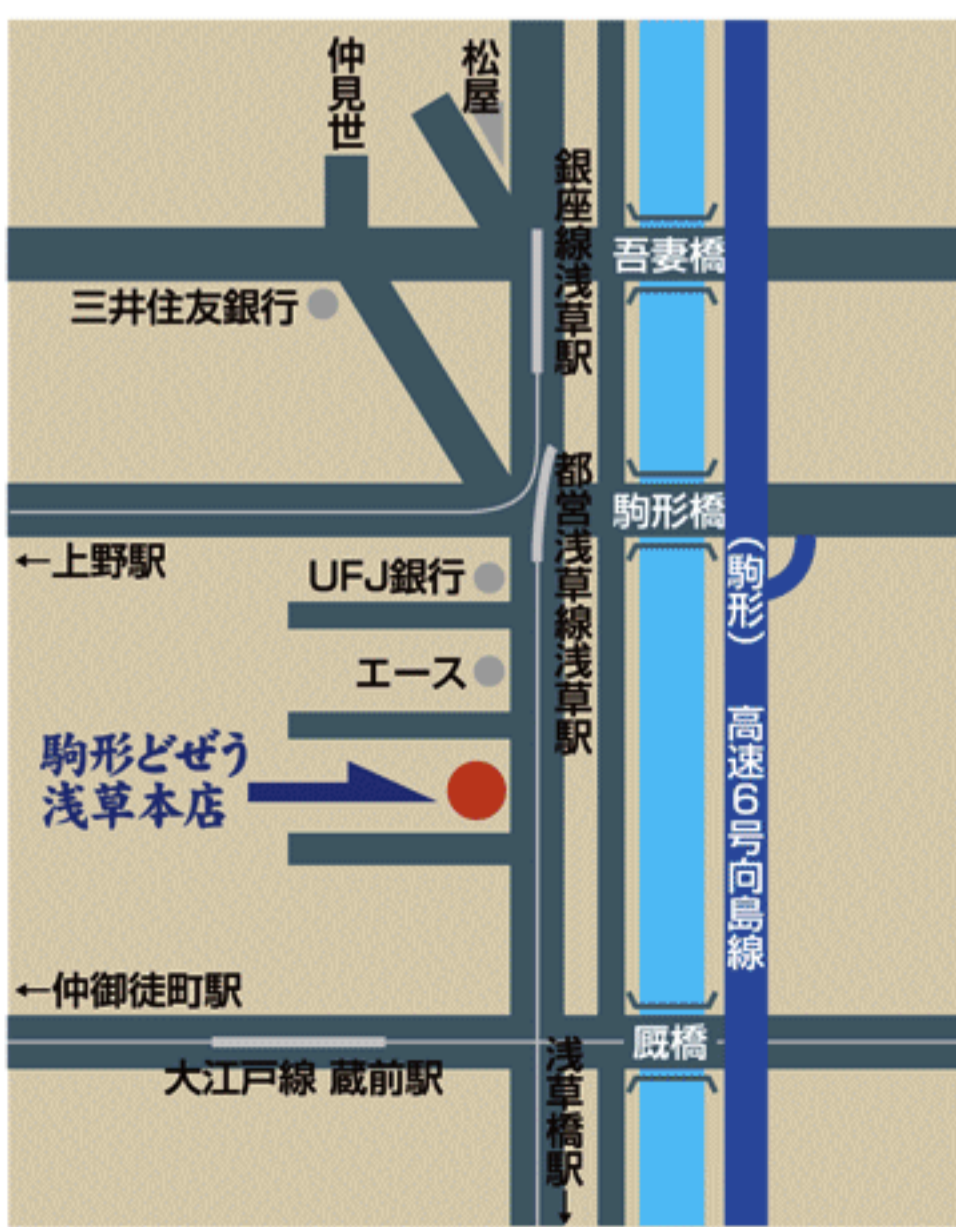 仲見世
松屋
銀座線浅草駅
吾妻橋
三井住友銀行
都営浅草線浅草駅
駒形橋
←上野駅
UFJ銀行
(駒形)
エース
高速6号向島線
駒形どぜう
浅草本店
←仲御徒町駅
厩橋
大江戸線 蔵前駅
浅草橋駅→